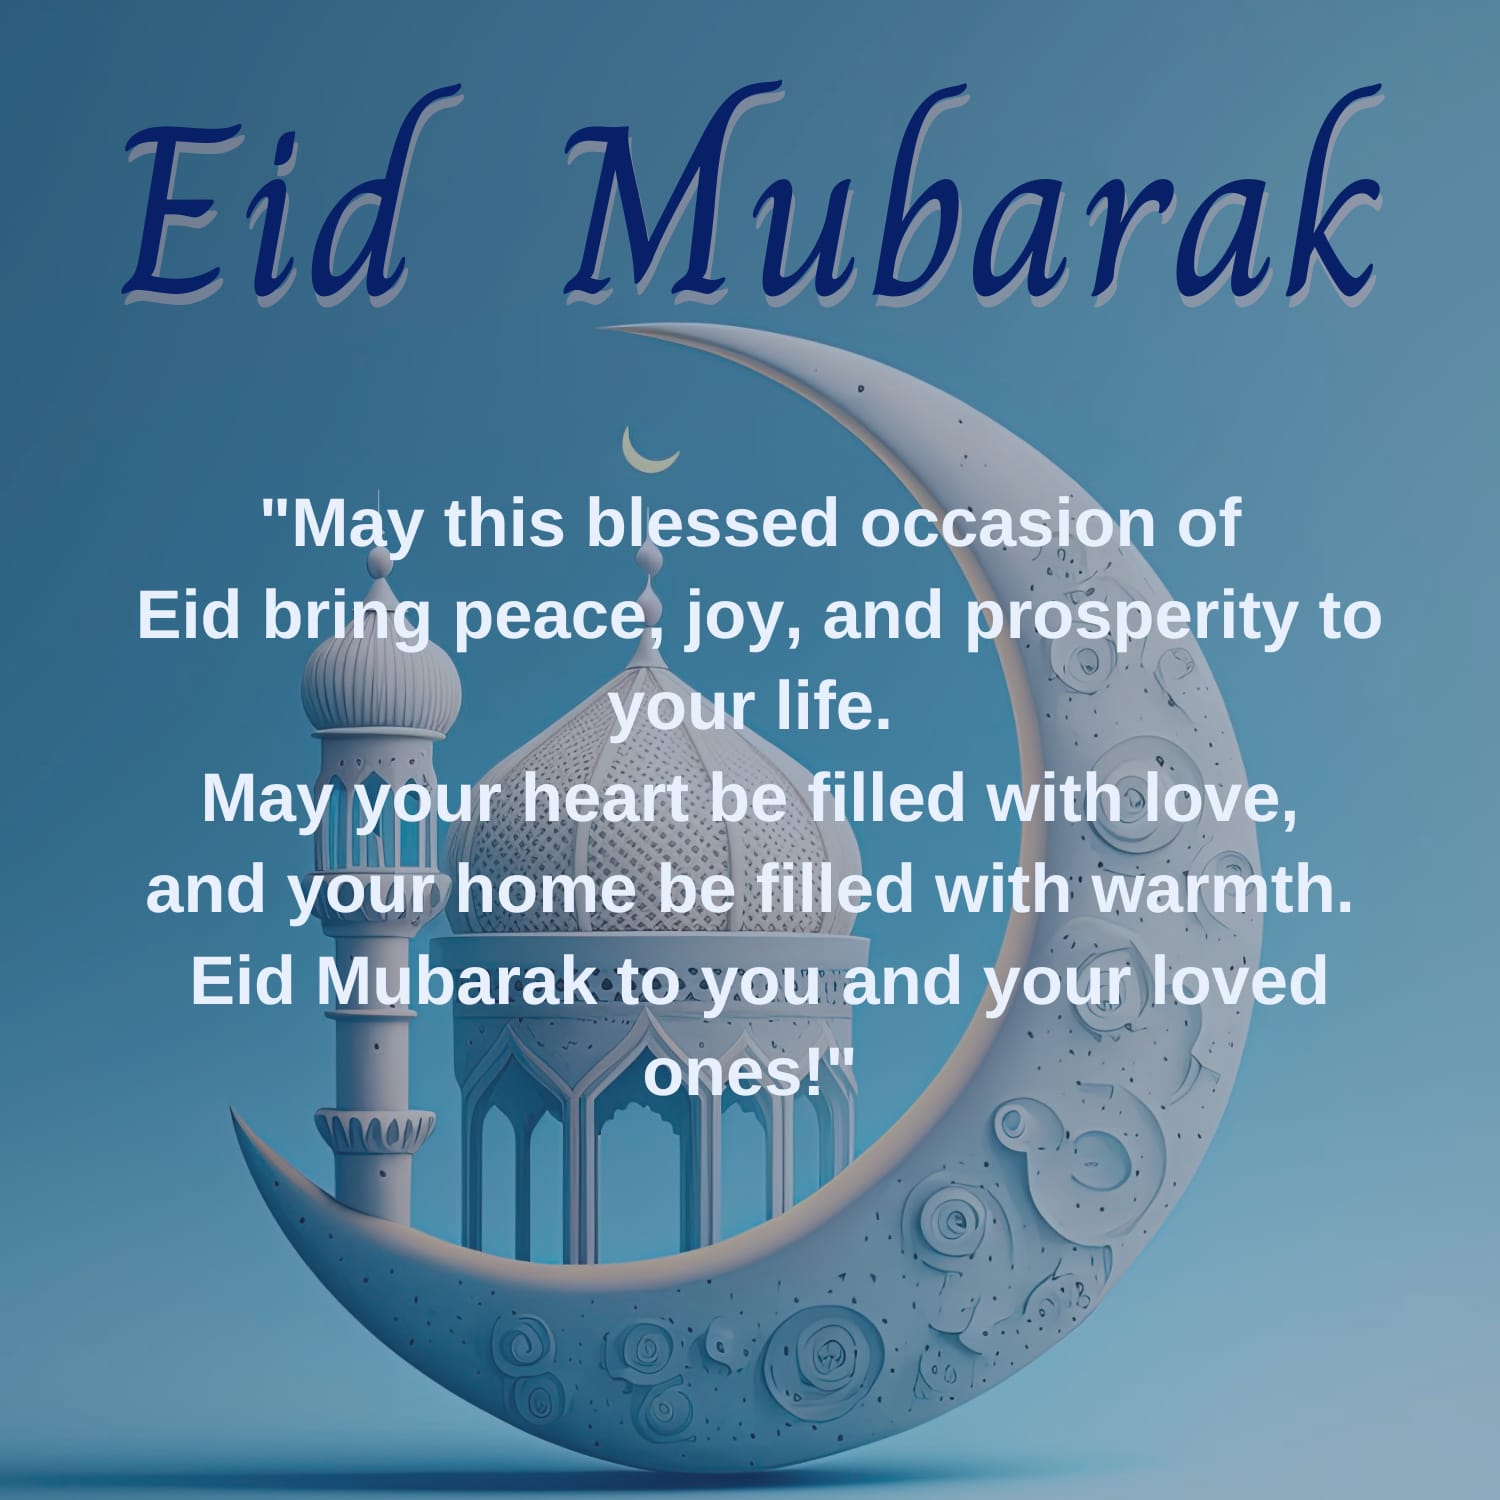 Eid Mubarak
"May this blessed occasion of
Eid bring peace, joy, and prosperity to
your life.
May your heart be filled with love,
and your home be filled with warmth.
Eid Mubarak to you and your loved
ones!"